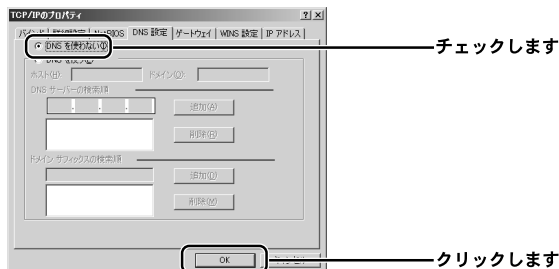 TCP/IPのプロパティ
DNS 設定 ゲートウェイ WINS 設定 IP アドレス
DNS を使わない(I)
チェックします
ホスト(H): ドメイン(O):
DNS サーバーの検索順
追加(A)
削除(R)
ドメイン サフィックスの検索順
追加(D)
削除(M)
OK
クリックします